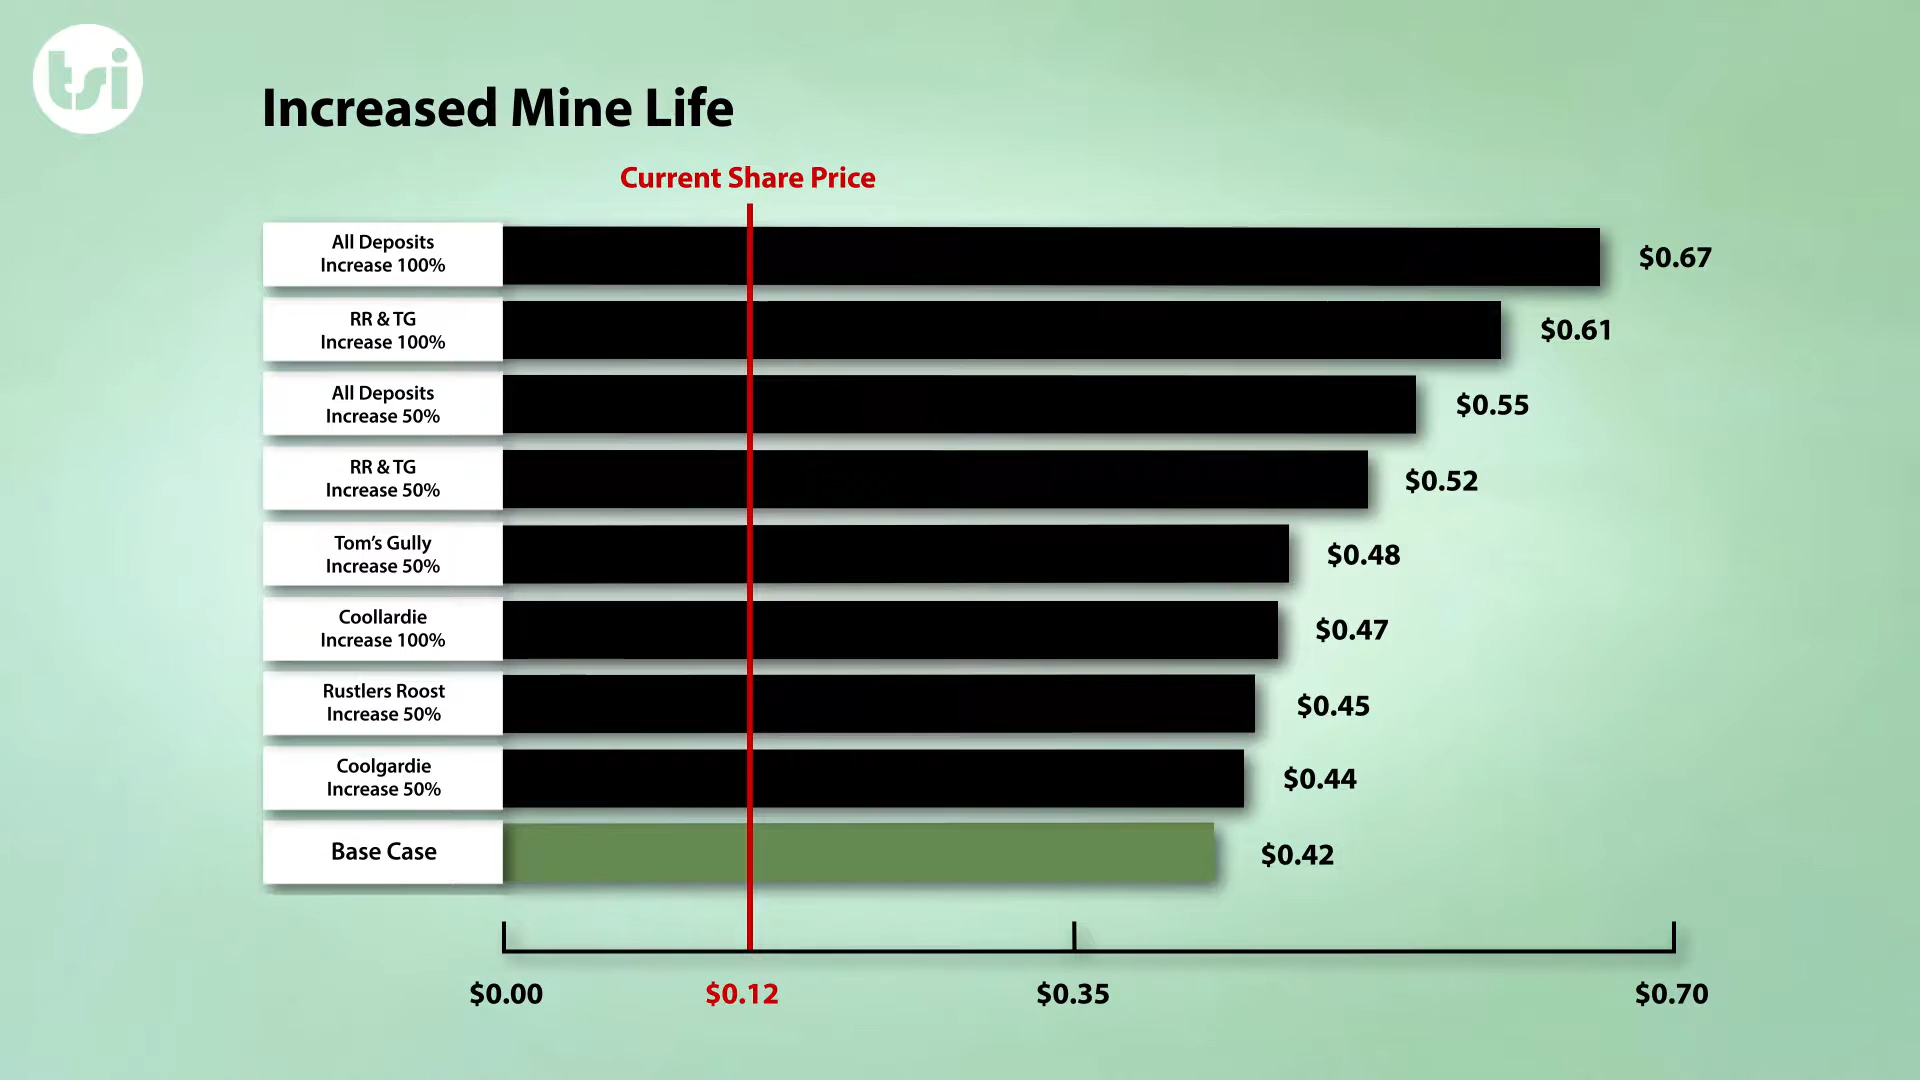 tsi
Increased Mine Life
Current Share Price
All Deposits
Increase 100%
$0.67
RR & TG
Increase 100%
$0.61
All Deposits
Increase 50%
$0.55
RR & TG
Increase 50%
$0.52
Tom's Gully
Increase 50%
$0.48
Coollardie
Increase 100%
$0.47
Rustlers Roost
Increase 50%
$0.45
Coolgardie
Increase 50%
$0.44
Base Case
$0.42
$0.00 $0.12 $0.35 $0.70